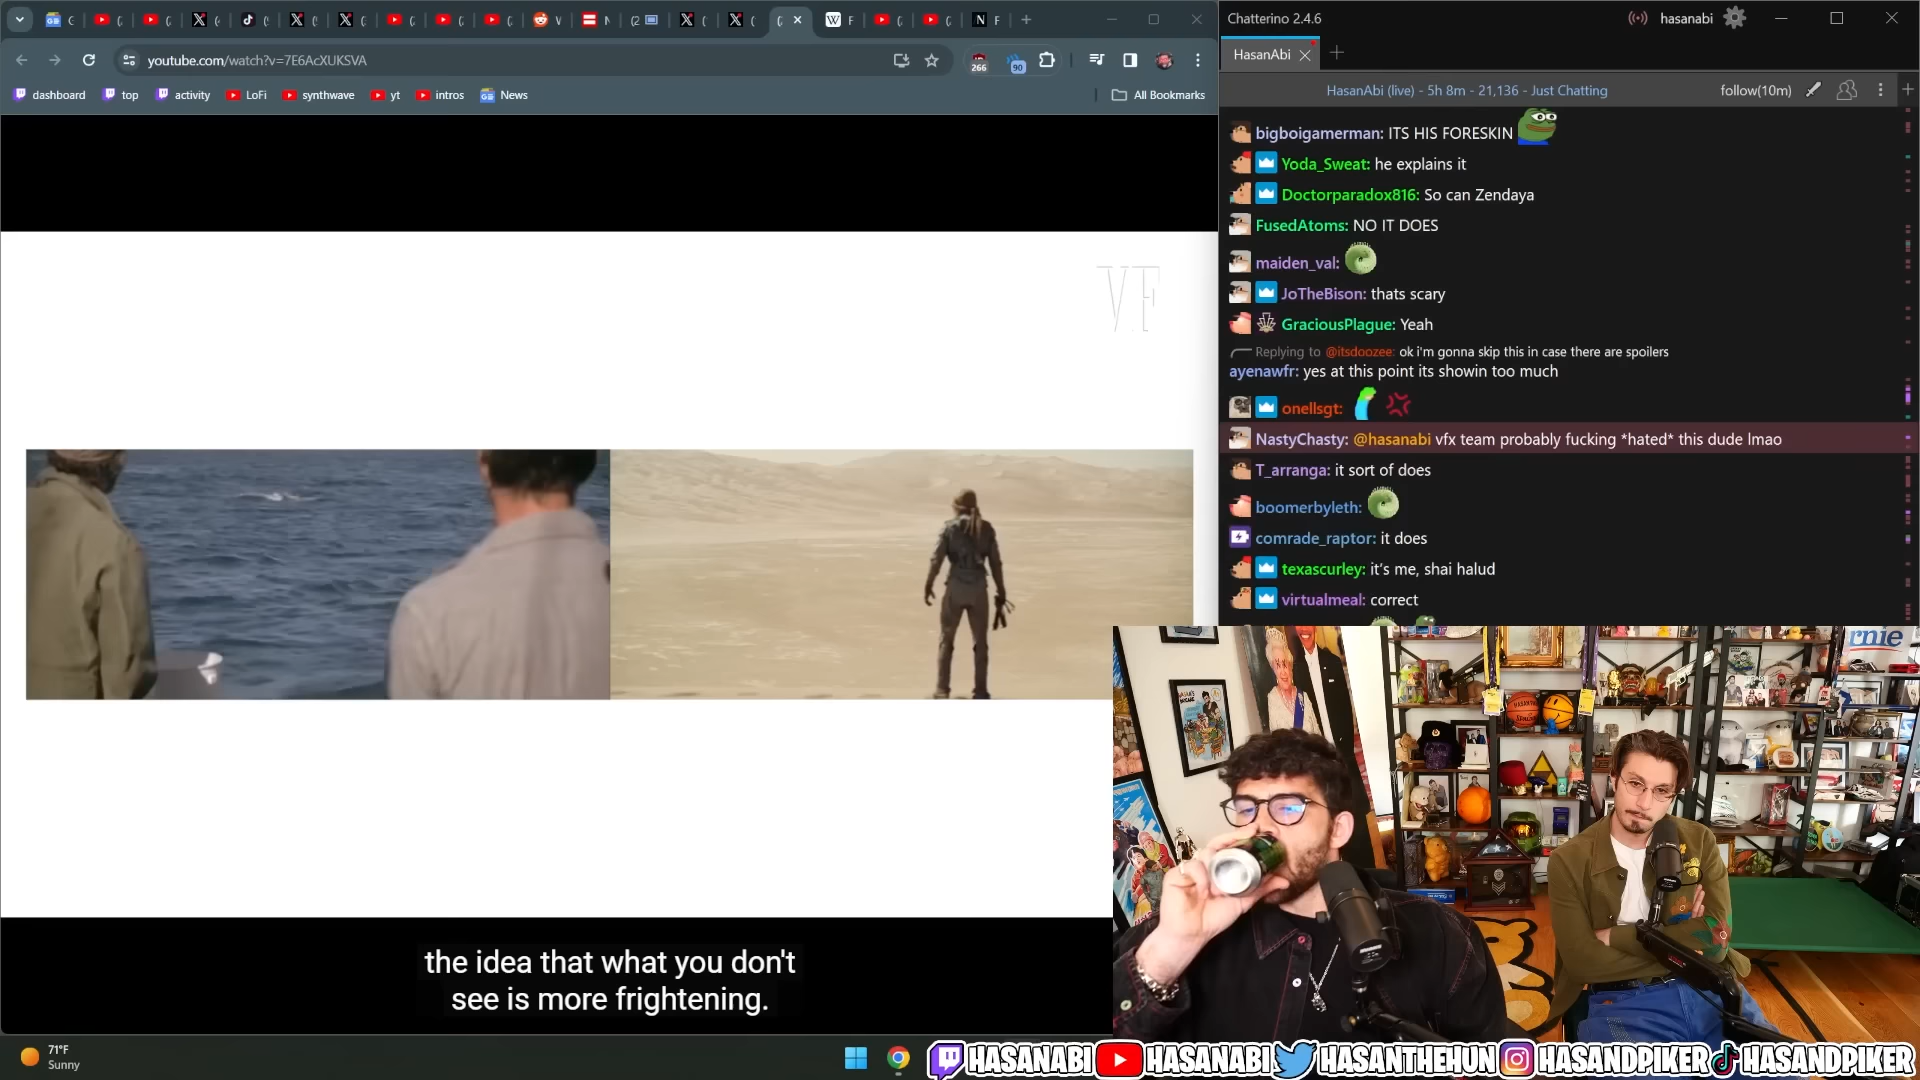 youtube.com/watch?v=7E6AcXUKSVA
266
90
dashboard
top
activity
LoFi
synthwave
yt
intros
News
All Bookmarks
VF
the idea that what you don't
see is more frightening.
Chatterino 2.4.6
hasanabi
HasanAbi
HasanAbi (live) - 5h 8m - 21,136 - Just Chatting
follow(10m)
bigboigamerman: ITS HIS FORESKIN
Yoda_Sweat: he explains it
Doctorparadox816: So can Zendaya
FusedAtoms: NO IT DOES
maiden_val:
JoTheBison: thats scary
GraciousPlague: Yeah
Replying to @itsdoozee: ok i'm gonna skip this in case there are spoilers
ayenawfr: yes at this point its showin too much
onellsgt:
NastyChasty: @hasanabi vfx team probably fucking *hated* this dude lmao
T_arranga: it sort of does
boomerbyleth:
comrade_raptor: it does
texascurley: it's me, shai halud
virtualmeal: correct
rnie
71°F
Sunny
HASANABI
HASANABI
HASANTHEHUN
HASANDPIKER
HASANDPIKER